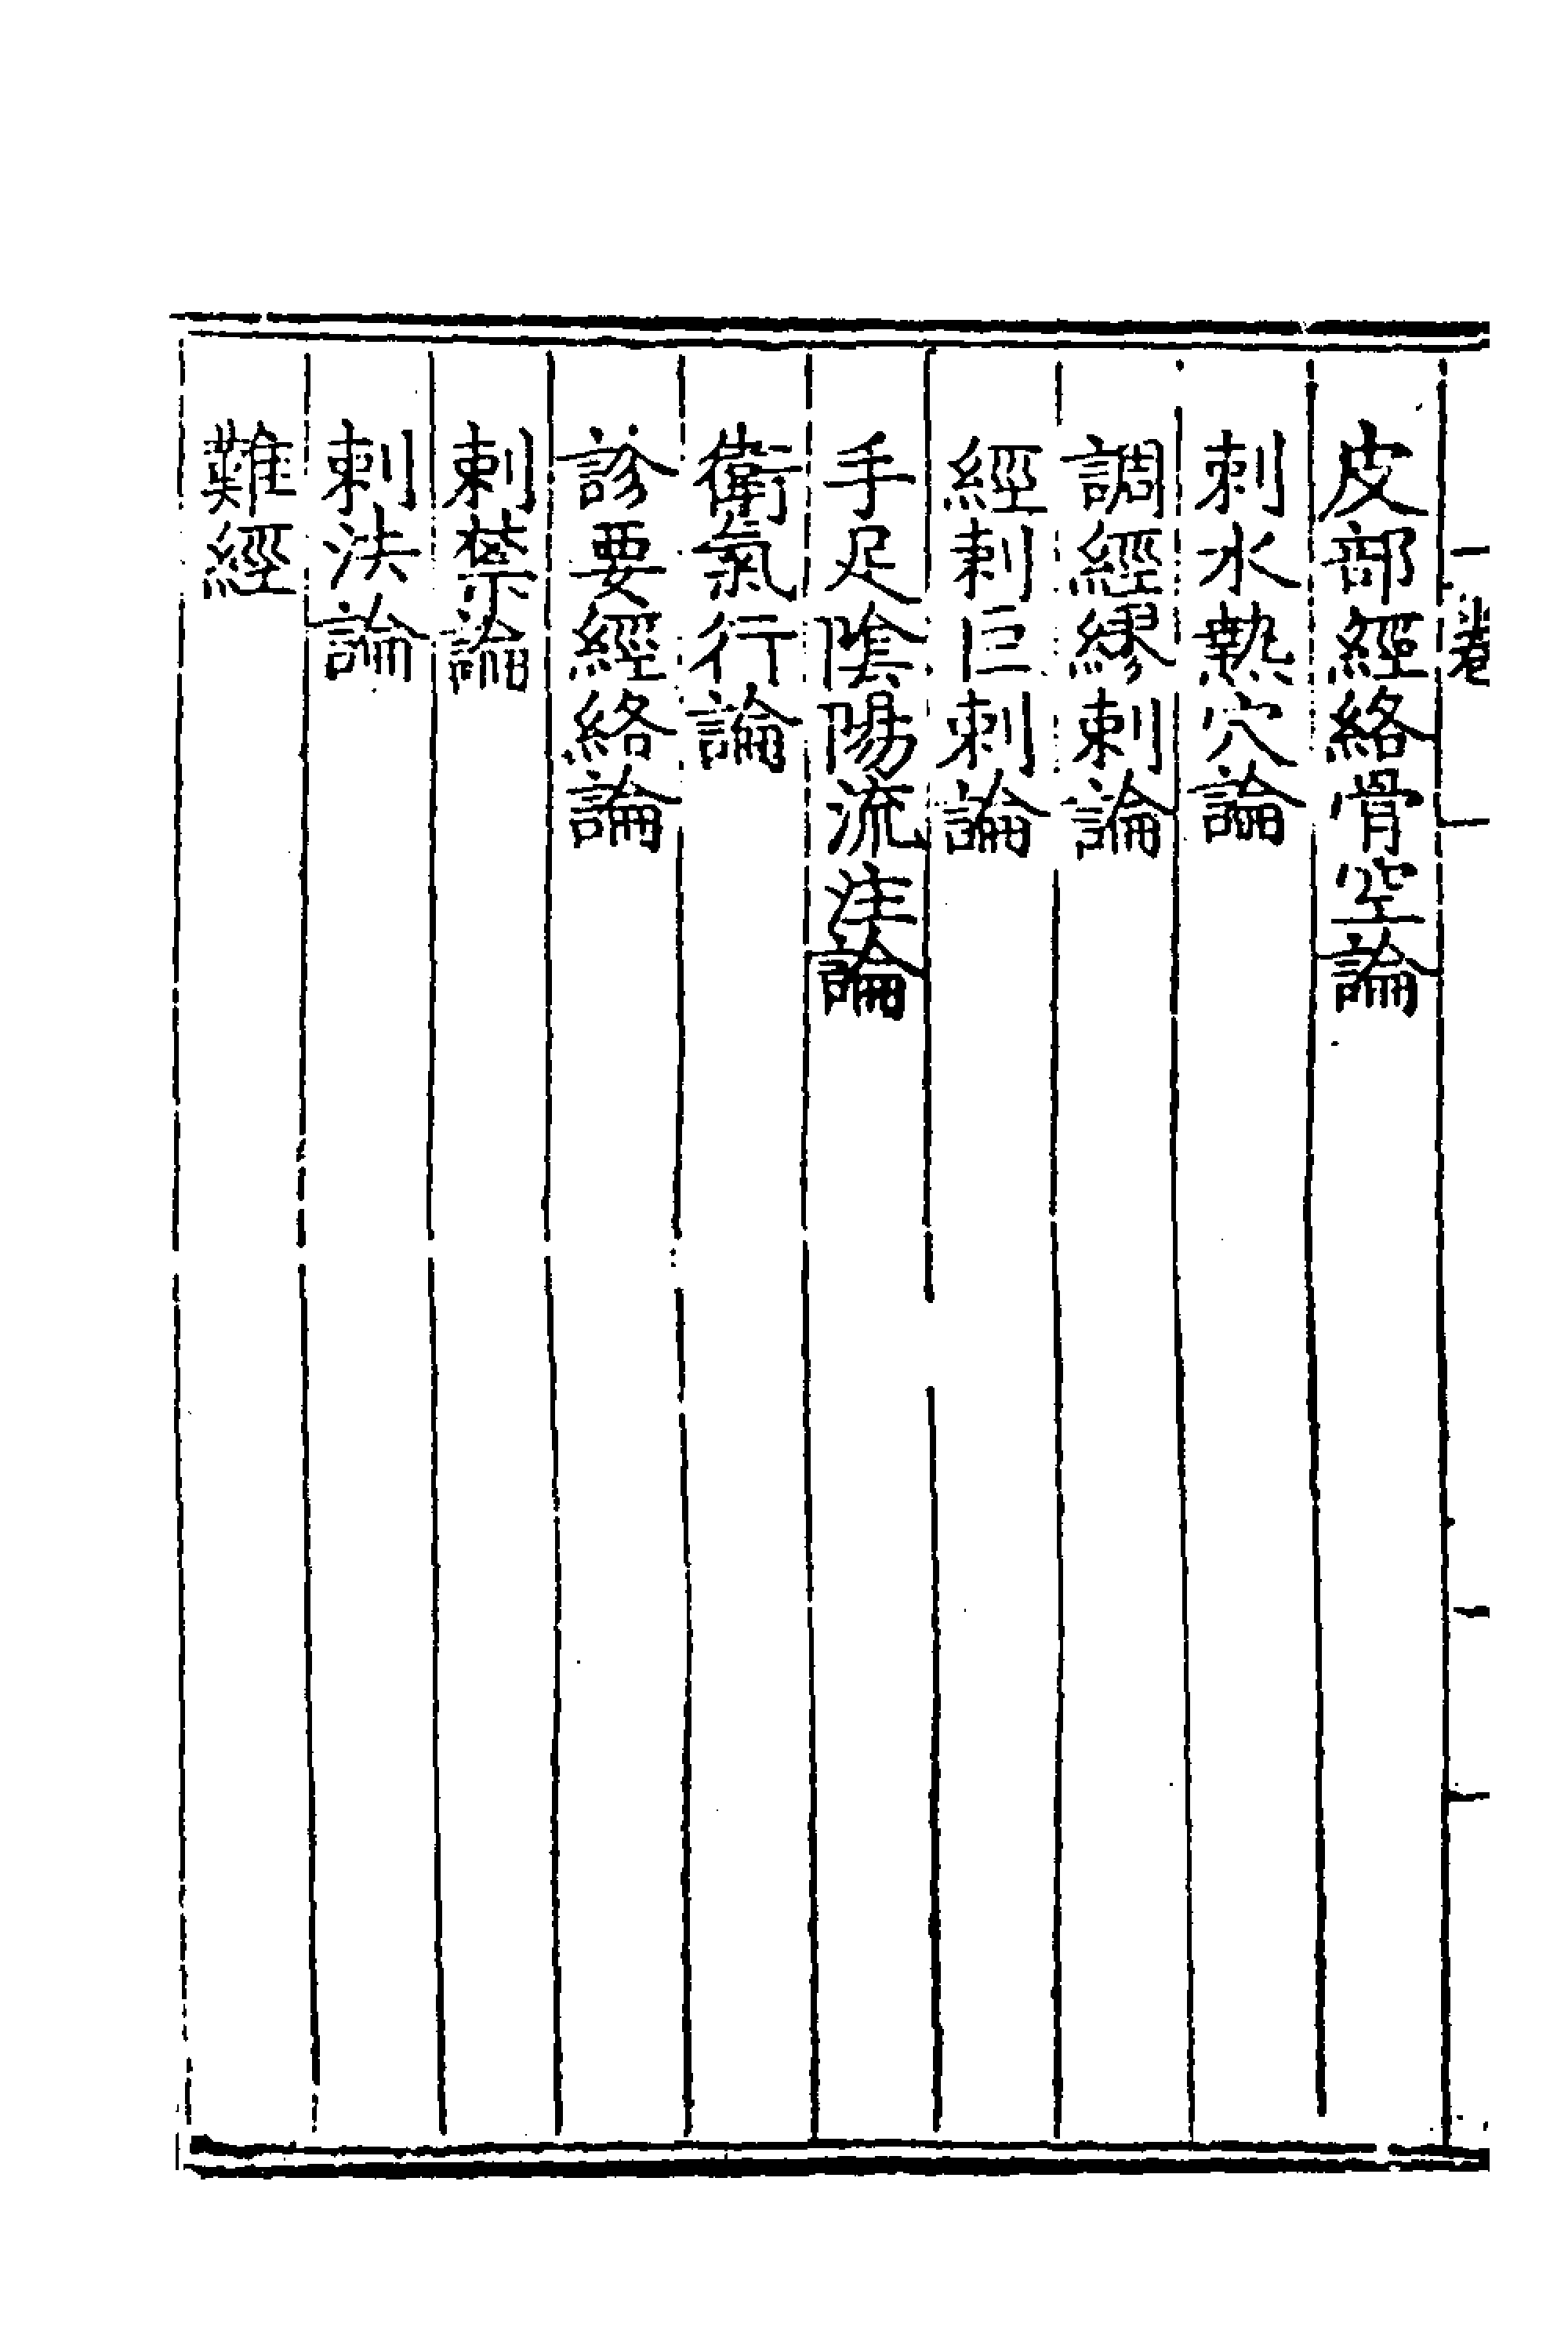 皮部經絡骨空論
刺水熱穴論
調經繆刺論
經刺巨刺論
手足陰陽流注論
衛氣行論
診要經絡論
刺禁論
刺法論
難經
卷